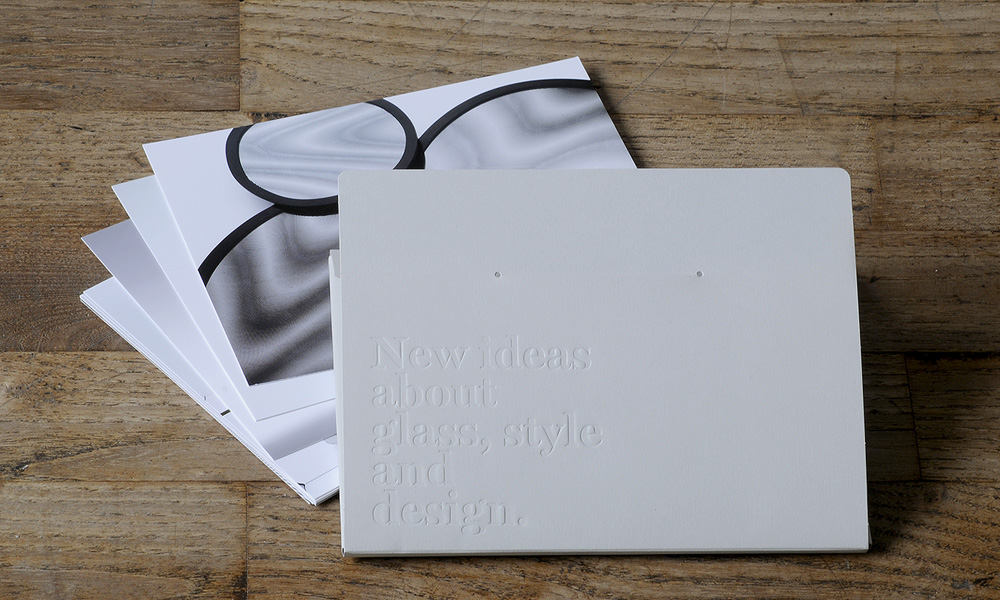 New ideas
about
glass, style
and
design.